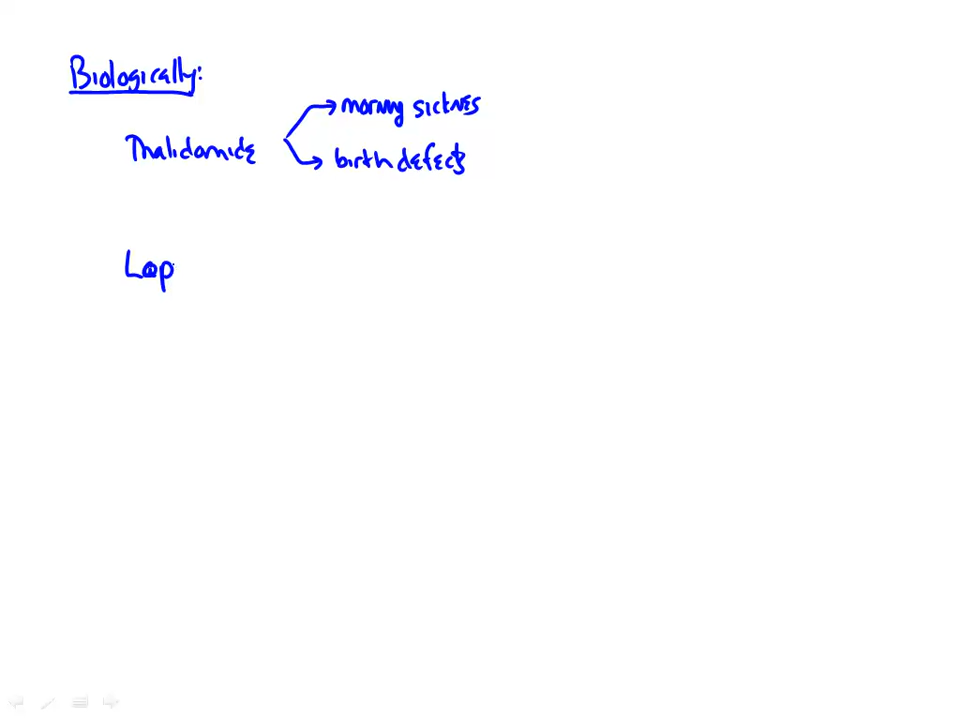 Biologically:
morning sickness
Thalidomide
birth defects
Lop